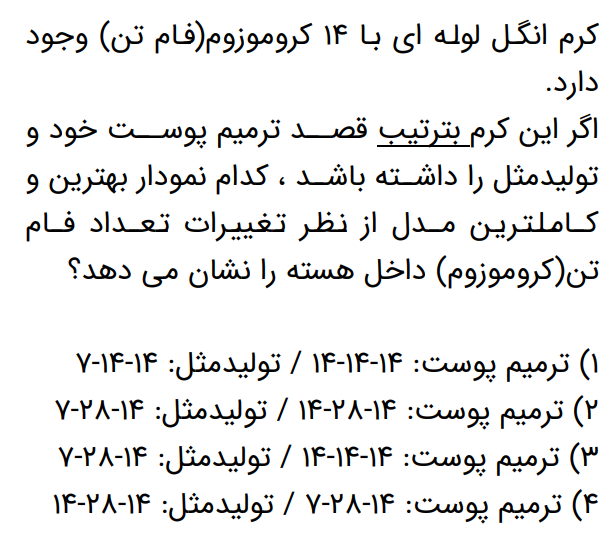 کرم انگل لوله ای با ۱۴ کروموزوم(فام تن) وجود
دارد.
اگر این کرم بترتیب قصد ترمیم پوست خود و
تولیدمثل را داشته باشد ، کدام نمودار بهترین و
کاملترین مدل از نظر تغییرات تعداد فام
تن(کروموزوم) داخل هسته را نشان می دهد؟
۱) ترمیم پوست: ۱۴-۱۴-۱۴ / تولیدمثل: ۱۴-۱۴-۷
۲) ترمیم پوست: ۱۴-۲۸-۱۴ / تولیدمثل: ۱۴-۲۸-۷
۳) ترمیم پوست: ۱۴-۱۴-۱۴ / تولیدمثل: ۱۴-۲۸-۷
۴) ترمیم پوست: ۱۴-۲۸-۷ / تولیدمثل: ۱۴-۲۸-۱۴